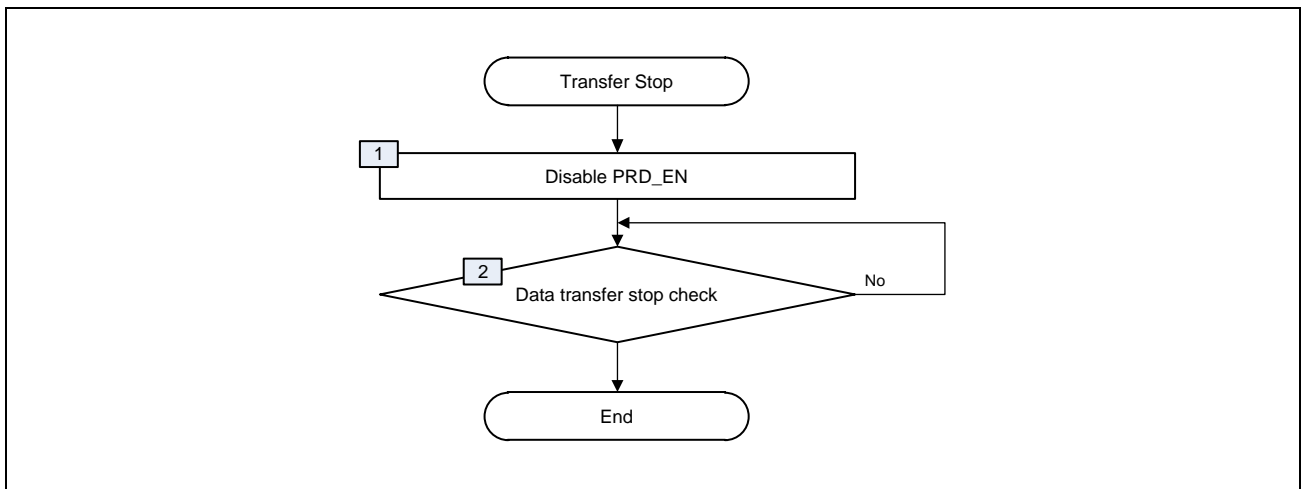 Transfer Stop
1
Disable PRD_EN
2
Data transfer stop check
No
End